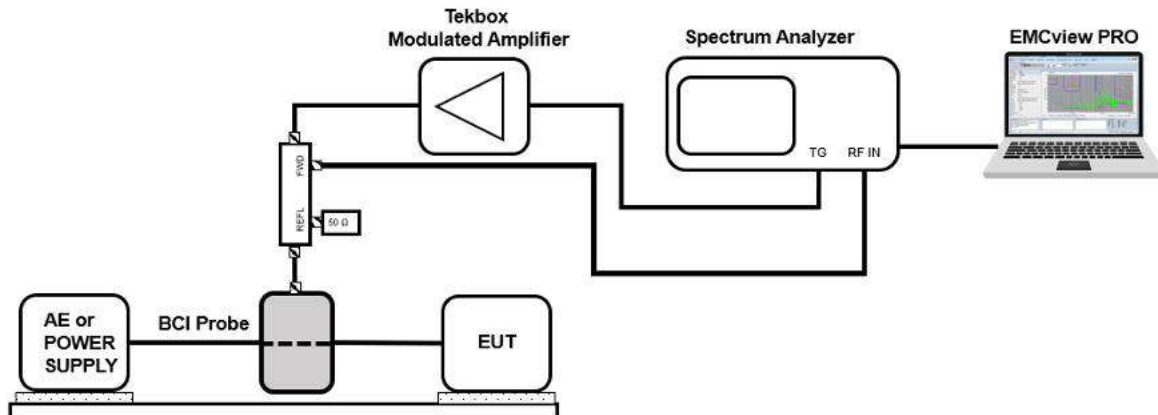 Tekbox
Modulated Amplifier
Spectrum Analyzer
EMCview PRO
TG
RF IN
FWD
REFL
50 Ω
AE or
POWER
SUPPLY
BCI Probe
EUT